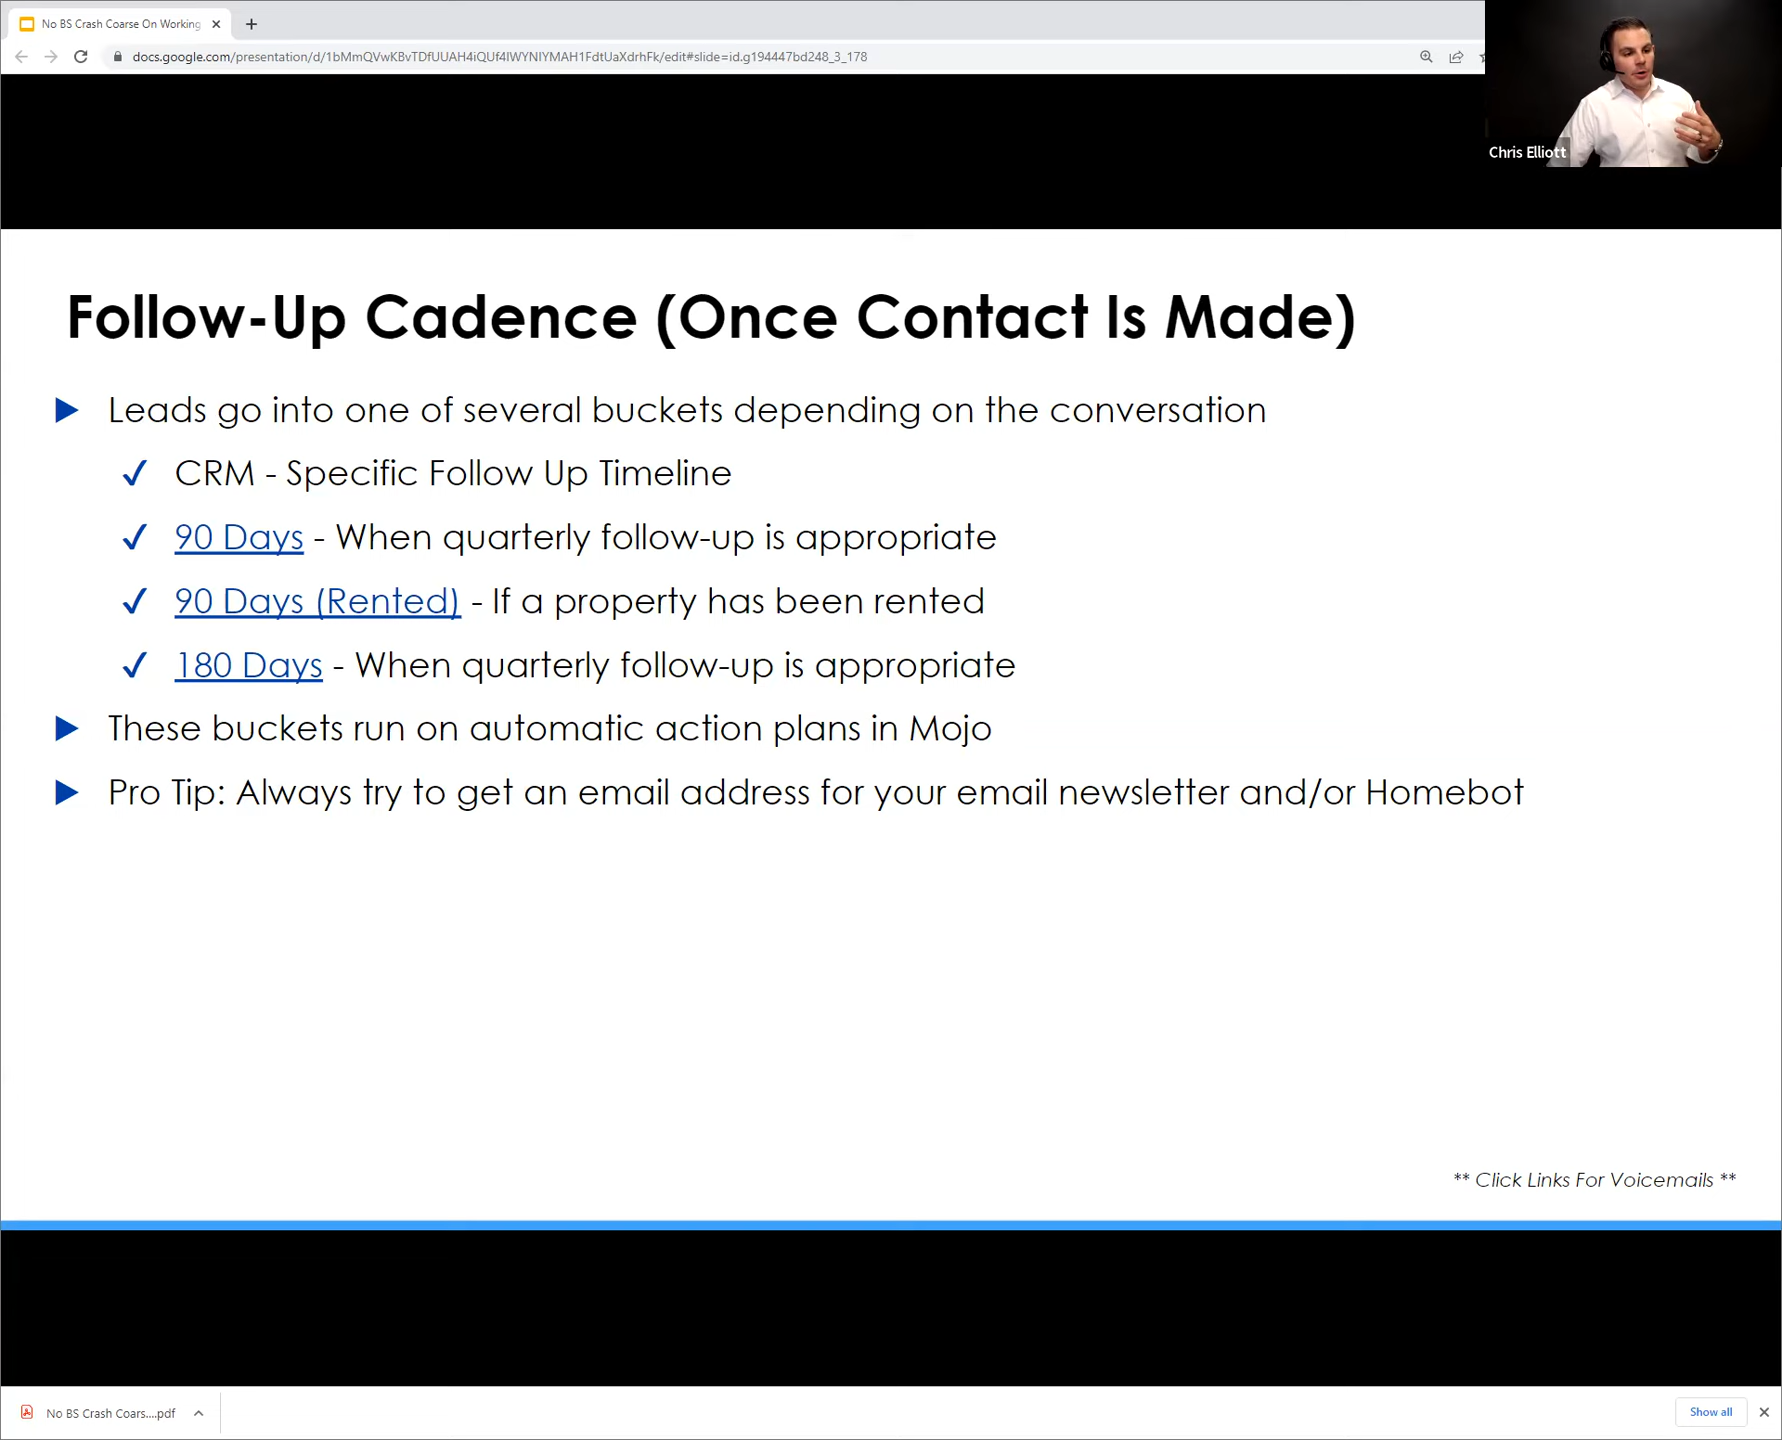 No BS Crash Coarse On Working
docs.google.com/presentation/d/1bMmQVwKBvTDfUUAH4iQUf4IWYNIYMAH1FdtUaXdrhFk/edit#slide=id.g194447bd248_3_178
Chris Elliott
Follow-Up Cadence (Once Contact Is Made)
Leads go into one of several buckets depending on the conversation
CRM - Specific Follow Up Timeline
90 Days - When quarterly follow-up is appropriate
90 Days (Rented) - If a property has been rented
180 Days - When quarterly follow-up is appropriate
These buckets run on automatic action plans in Mojo
Pro Tip: Always try to get an email address for your email newsletter and/or Homebot
** Click Links For Voicemails **
No BS Crash Coars....pdf
Show all